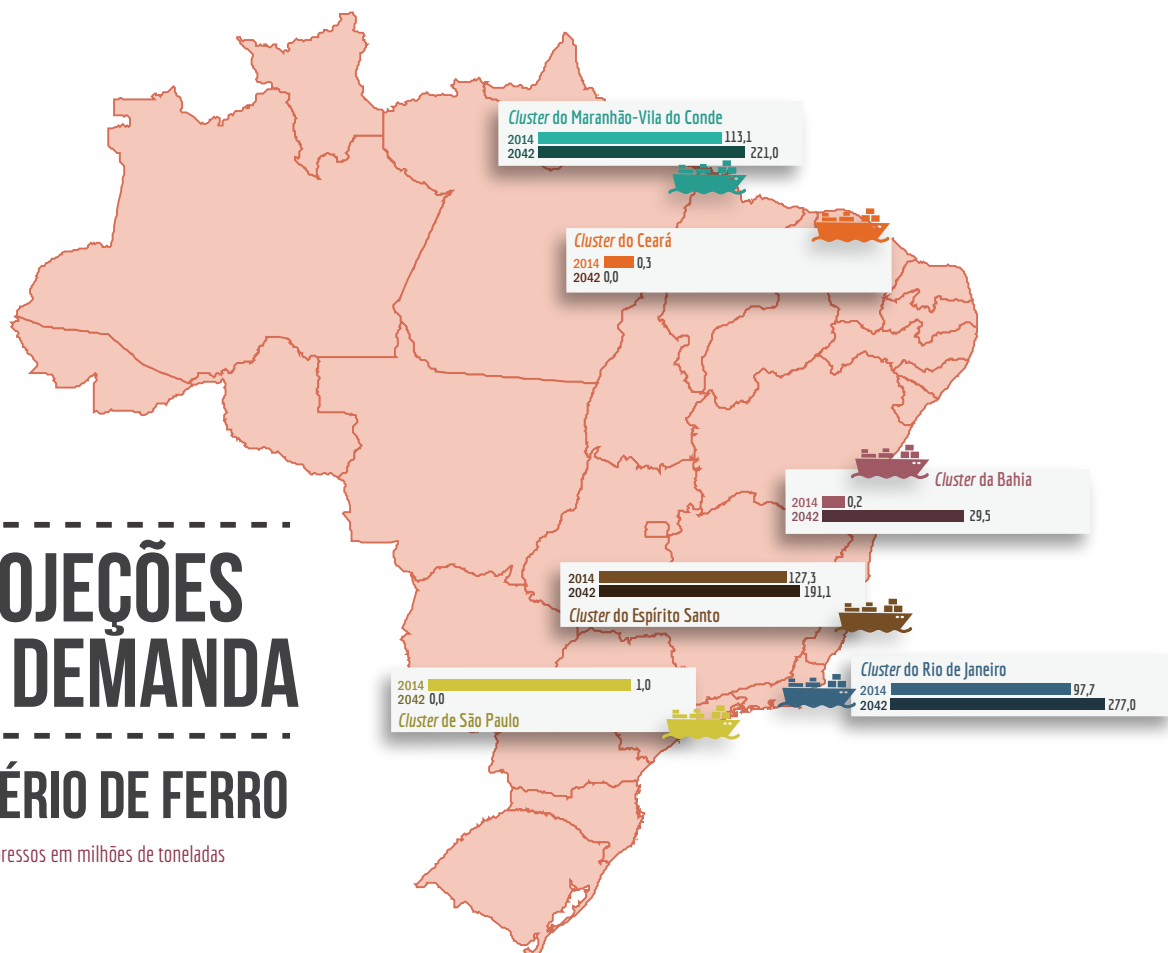 Cluster do Maranhão-Vila do Conde
2014 113,1
2042 221,0
Cluster do Ceará
2014 0,3
2042 0,0
Cluster da Bahia
2014 0,2
2042 29,5
2014 127,3
2042 191,1
Cluster do Espírito Santo
Cluster do Rio de Janeiro
2014 97,7
2042 277,0
2014 1,0
2042 0,0
Cluster de São Paulo
OJEÇÕES
DEMANDA
ÉRIO DE FERRO
ressos em milhões de toneladas